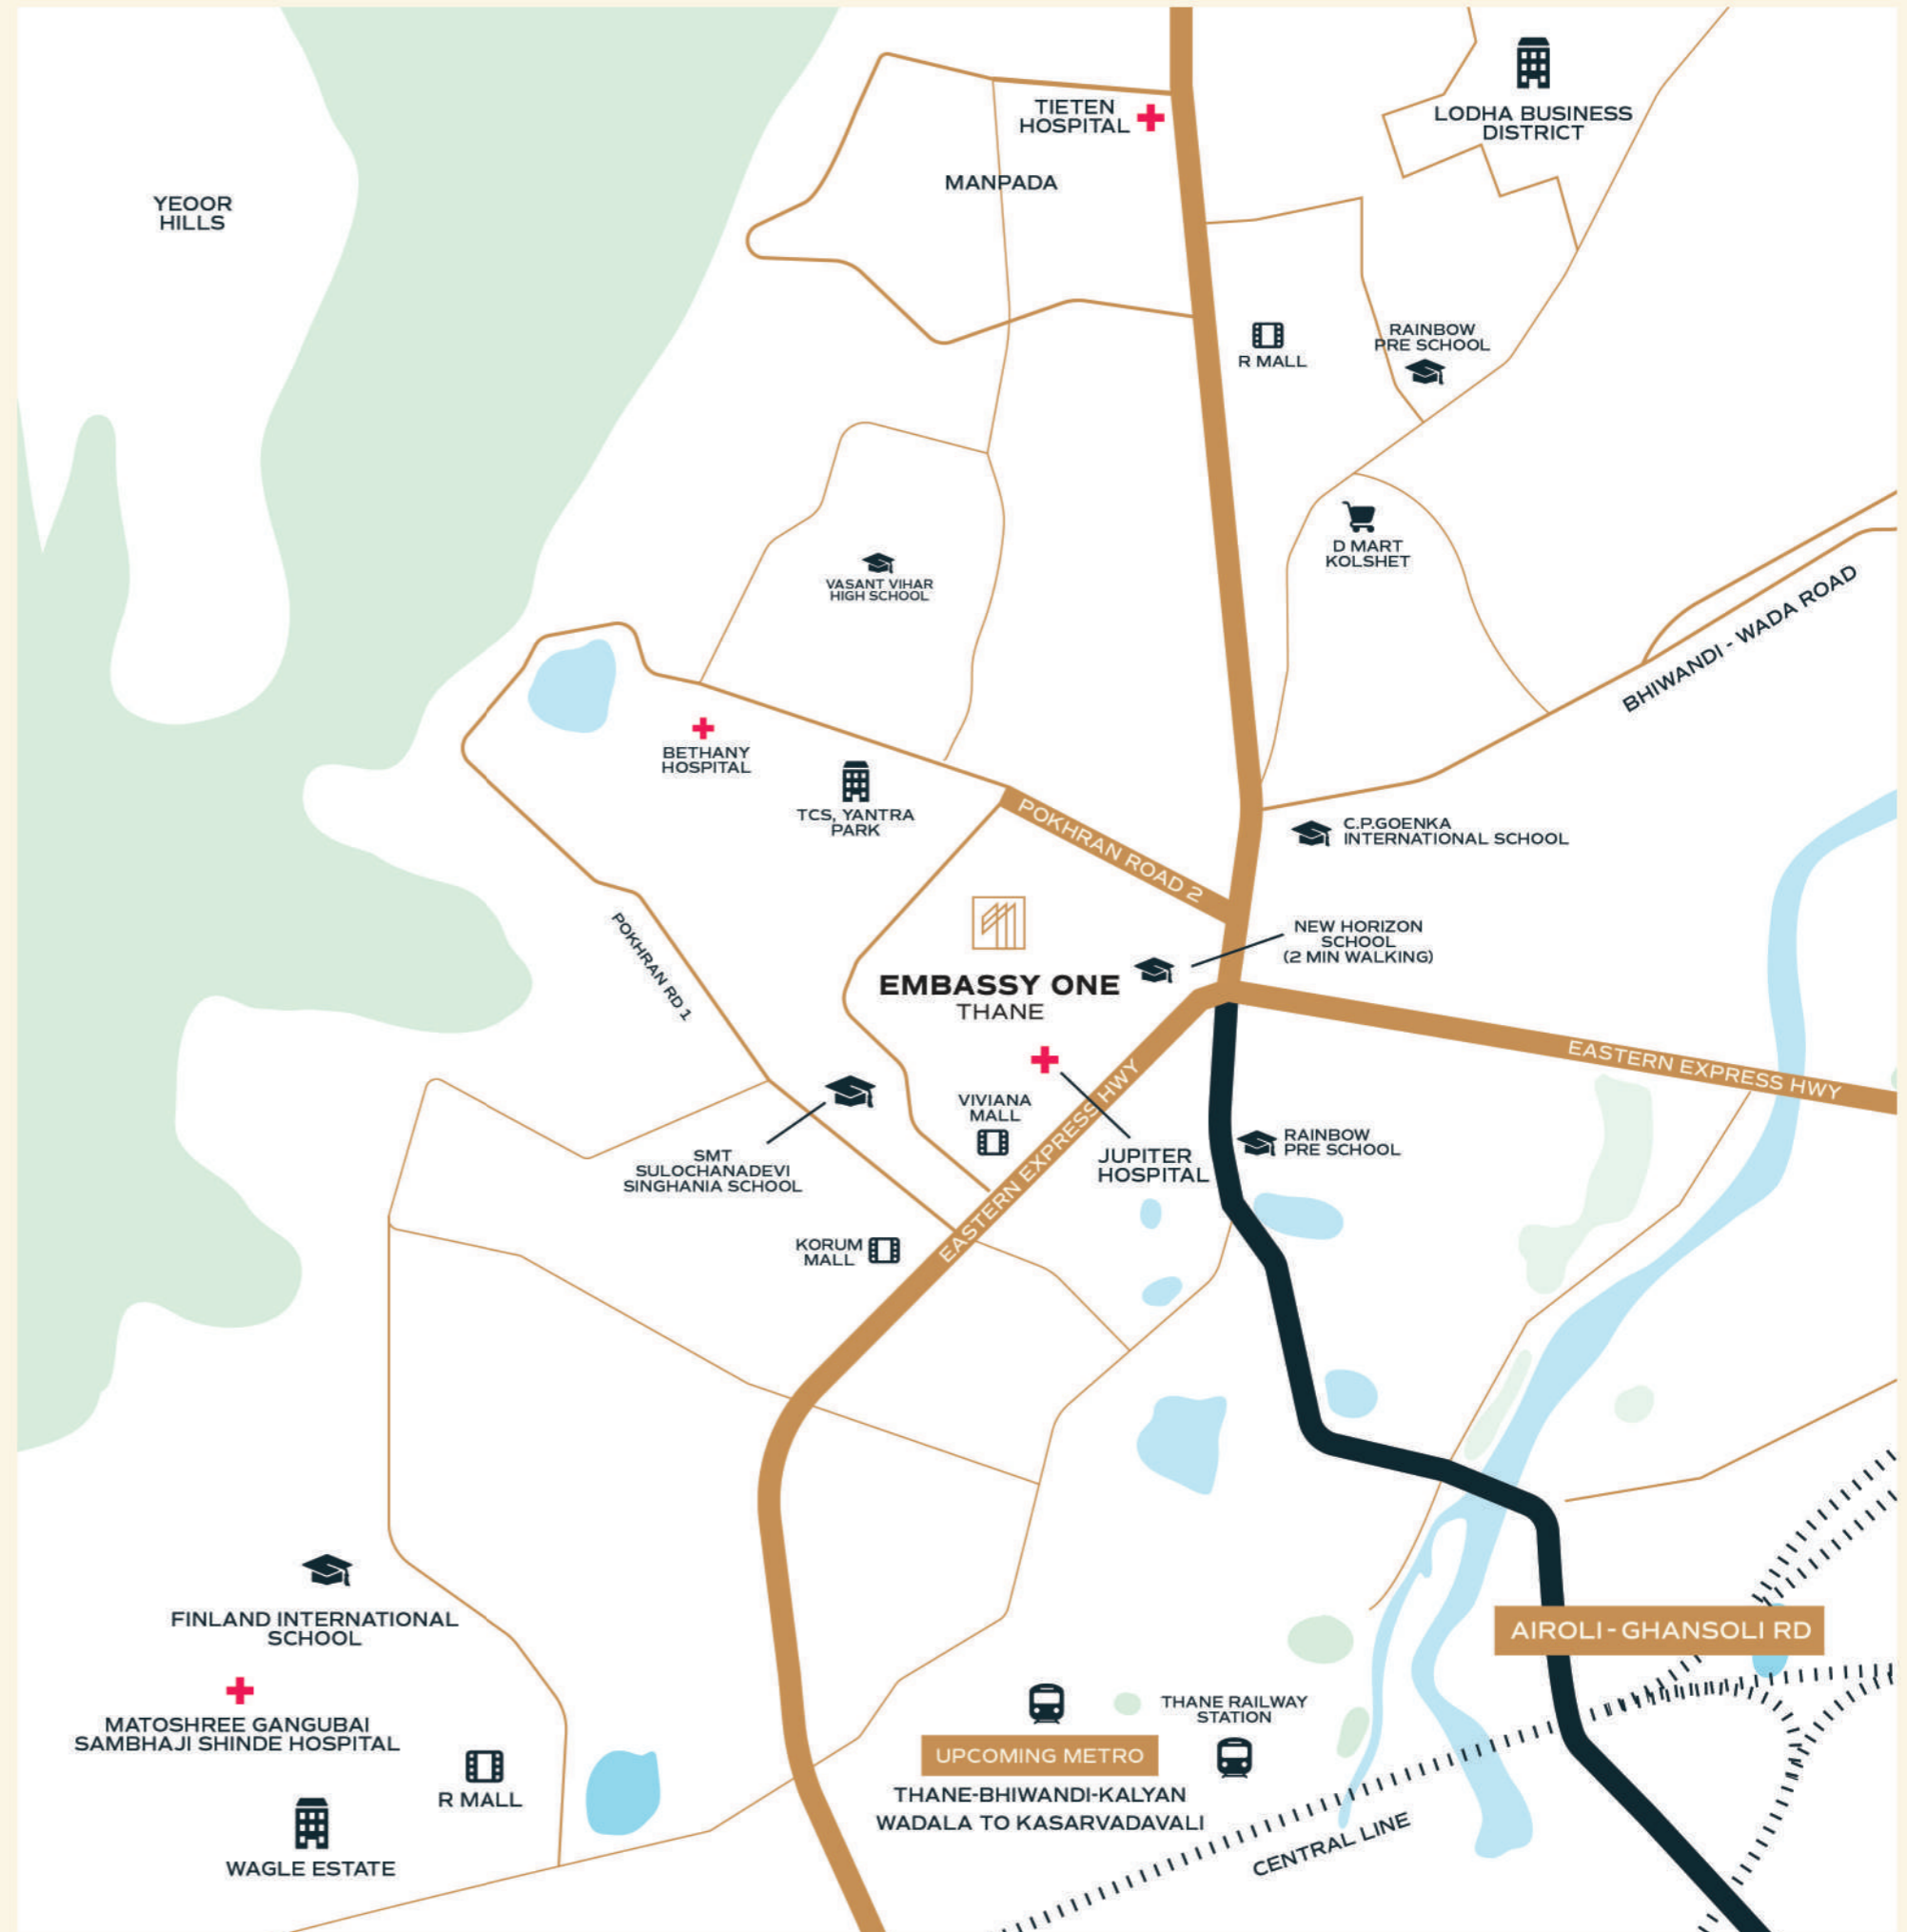 TIETEN
HOSPITAL
LODHA BUSINESS
DISTRICT
MANPADA
YEOOR
HILLS
R MALL
RAINBOW
PRE SCHOOL
D MART
KOLSHET
VASANT VIHAR
HIGH SCHOOL
BHIWANDI - WADA ROAD
BETHANY
HOSPITAL
TCS, YANTRA
PARK
POKHRAN ROAD 2
C.P.GOENKA
INTERNATIONAL SCHOOL
POKHRAN RD 1
NEW HORIZON
SCHOOL
(2 MIN WALKING)
EMBASSY ONE
THANE
EASTERN EXPRESS HWY
VIVIANA
MALL
EASTERN EXPRESS HWY
JUPITER
HOSPITAL
RAINBOW
PRE SCHOOL
SMT
SULOCHANADEVI
SINGHANIA SCHOOL
KORUM
MALL
FINLAND INTERNATIONAL
SCHOOL
AIROLI - GHANSOLI RD
MATOSHREE GANGUBAI
SAMBHAJI SHINDE HOSPITAL
R MALL
WAGLE ESTATE
THANE RAILWAY
STATION
UPCOMING METRO
THANE-BHIWANDI-KALYAN
WADALA TO KASARVADAVALI
CENTRAL LINE